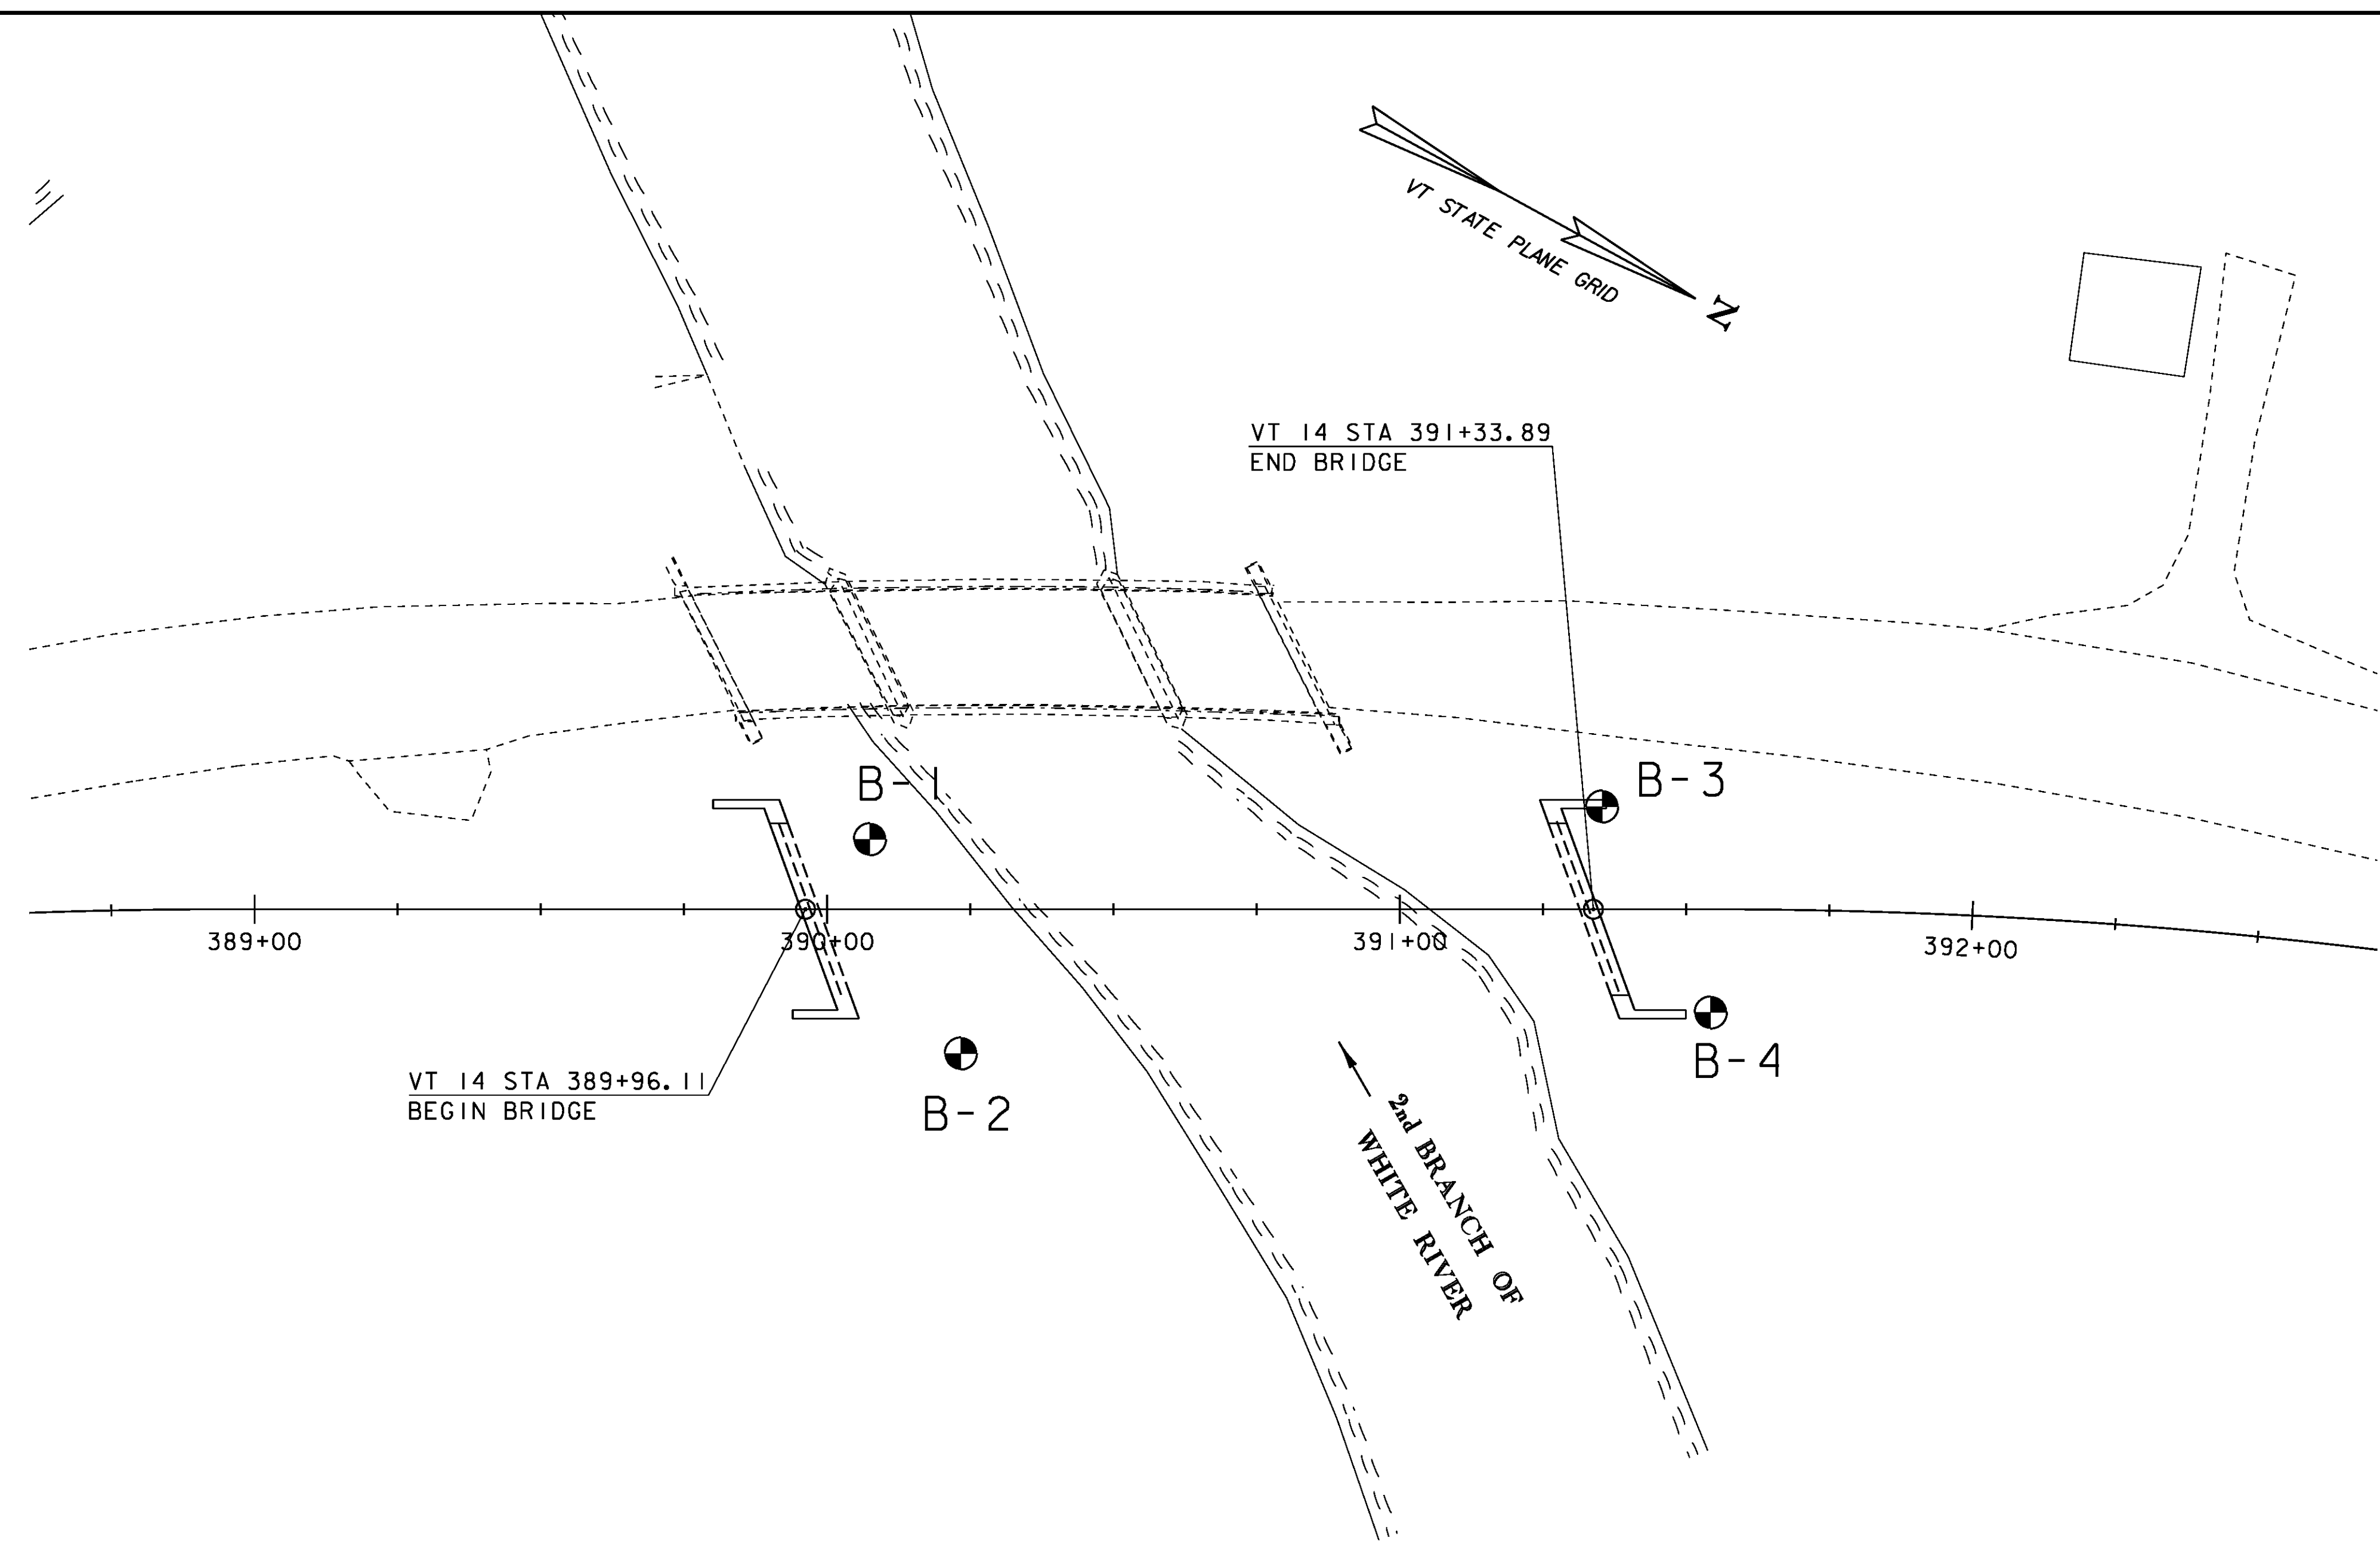 VT STATE PLANE GRID
N
VT 14 STA 391+33.89
END BRIDGE
B-1
B-3
389+00
390+00
391+00
392+00
VT 14 STA 389+96.11
BEGIN BRIDGE
B-2
B-4
2nd BRANCH OF
WHITE RIVER